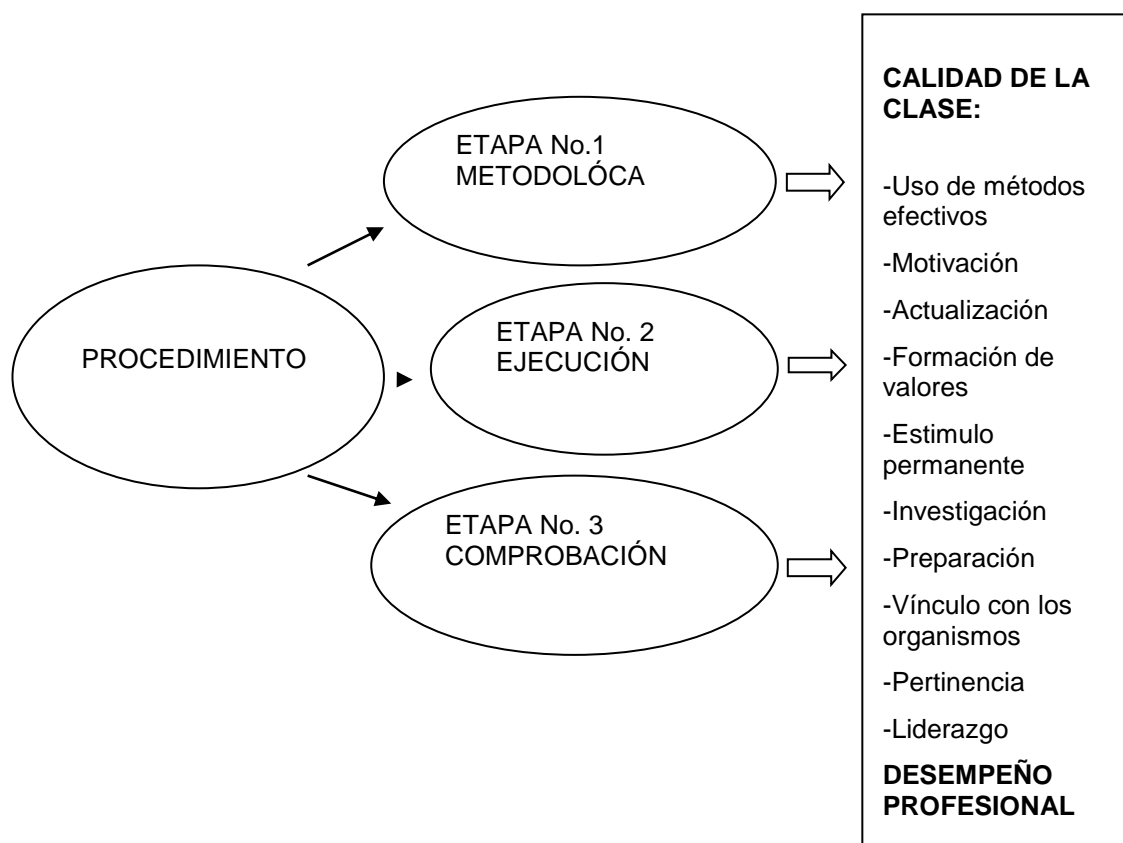 PROCEDIMIENTO
ETAPA No.1
METODOLÓCA
ETAPA No. 2
EJECUCIÓN
ETAPA No. 3
COMPROBACIÓN
CALIDAD DE LA
CLASE:
-Uso de métodos
efectivos
-Motivación
-Actualización
-Formación de
valores
-Estimulo
permanente
-Investigación
-Preparación
-Vínculo con los
organismos
-Pertinencia
-Liderazgo
DESEMPEÑO
PROFESIONAL